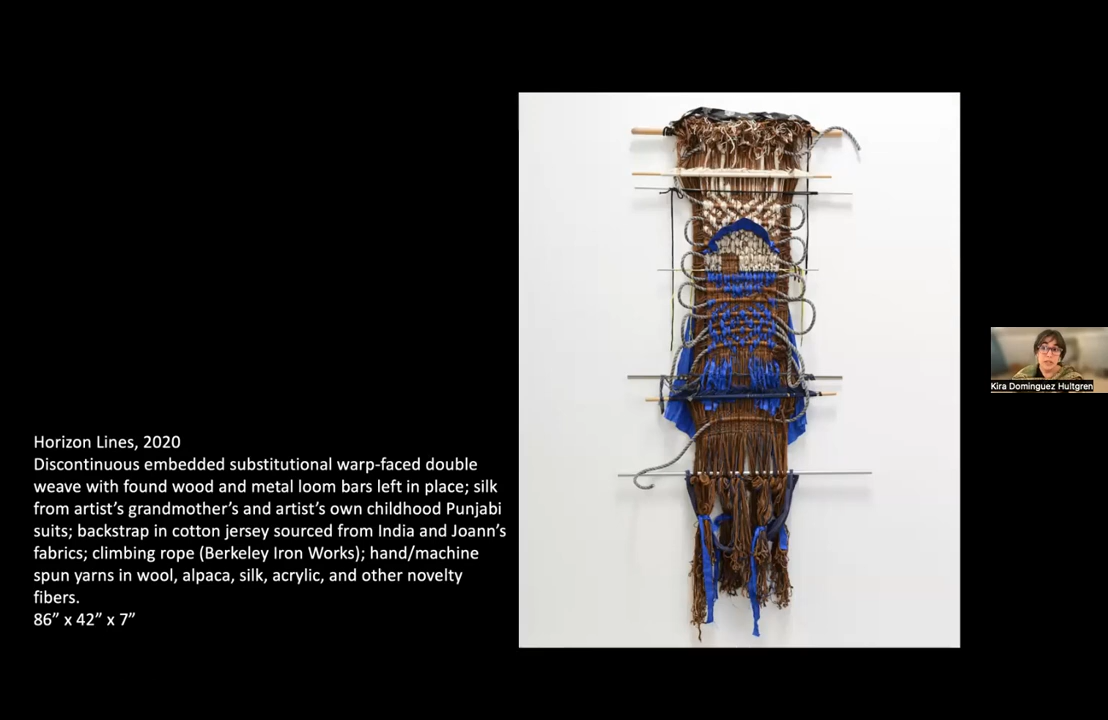 Horizon Lines, 2020
Discontinuous embedded substitutional warp-faced double
weave with found wood and metal loom bars left in place; silk
from artist’s grandmother’s and artist’s own childhood Punjabi
suits; backstrap in cotton jersey sourced from India and Joann’s
fabrics; climbing rope (Berkeley Iron Works); hand/machine
spun yarns in wool, alpaca, silk, acrylic, and other novelty
fibers.
86” x 42” x 7”
Kira Dominguez Hultgren